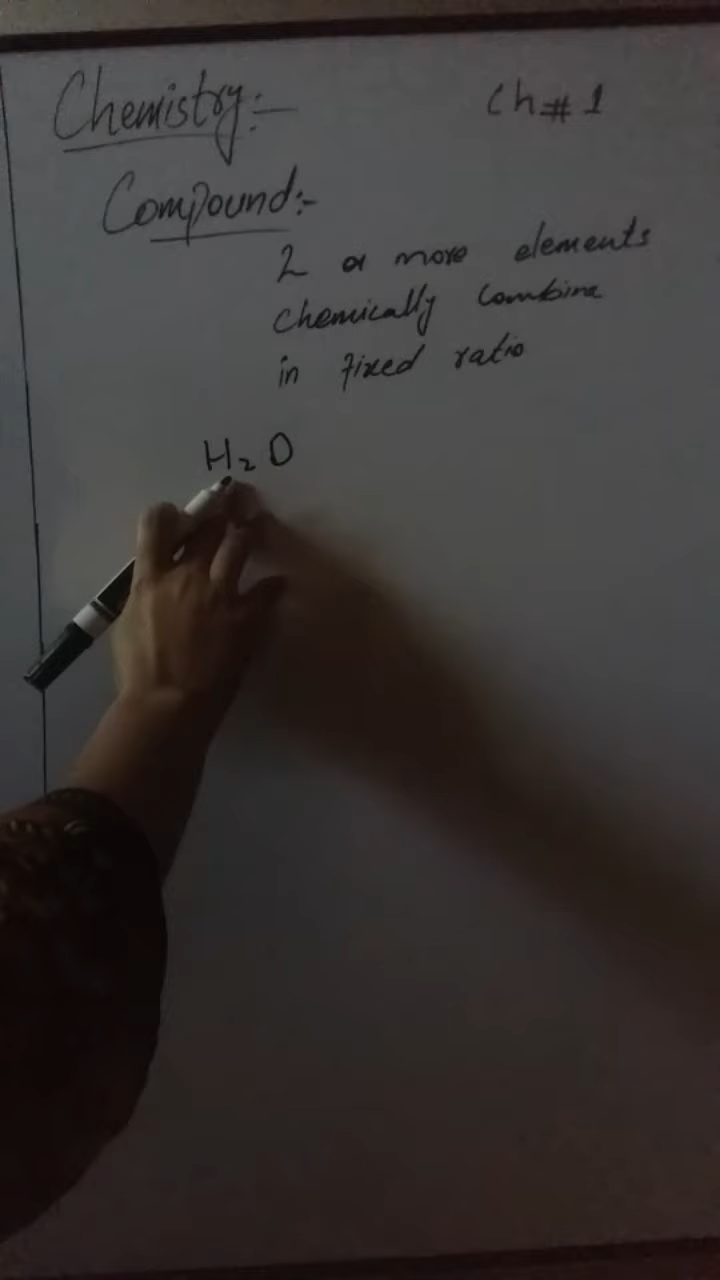 Chemistry:- Ch#1
Compound:-
2 or more elements
chemically combine
in fixed ratio
H₂O